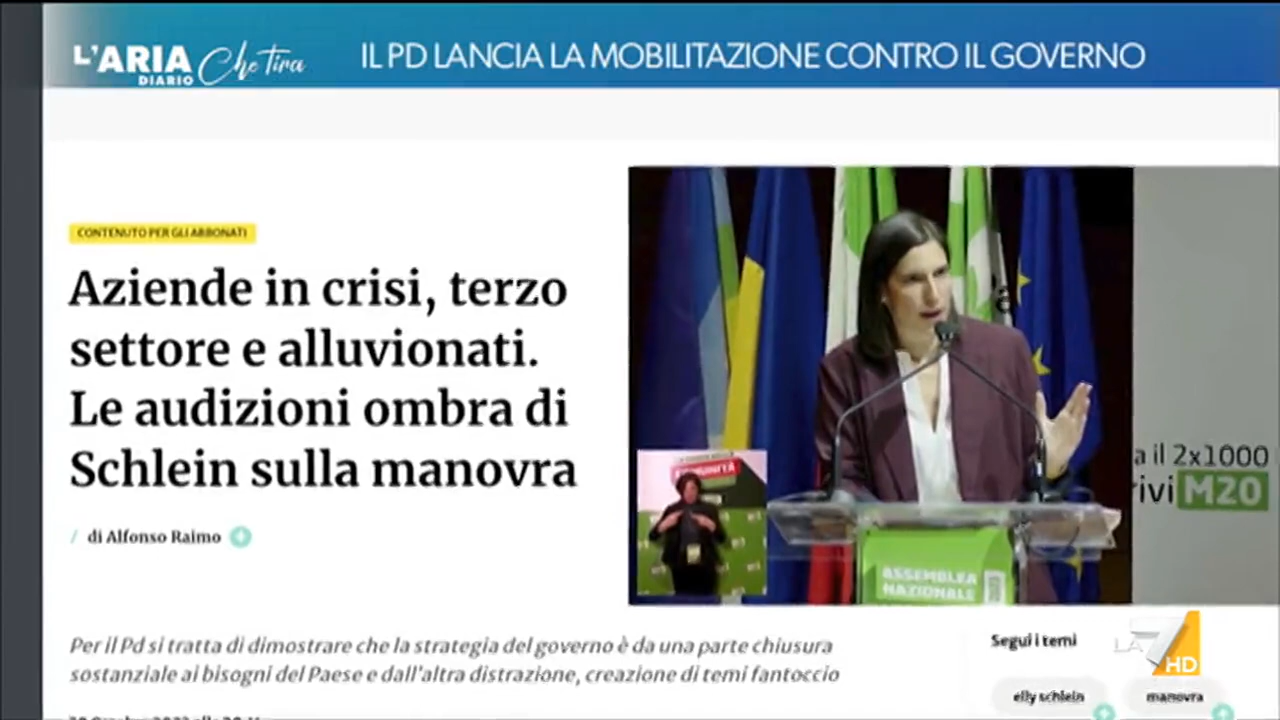 L'ARIA Che tira
DIARIO
IL PD LANCIA LA MOBILITAZIONE CONTRO IL GOVERNO
CONTENUTO PER GLI ABBONATI
Aziende in crisi, terzo
settore e alluvionati.
Le audizioni ombra di
Schlein sulla manovra
/ di Alfonso Raimo
a il 2x1000
rivi M20
ASSEMBLEA
NAZIONALE
Per il Pd si tratta di dimostrare che la strategia del governo è da una parte chiusura
sostanziale ai bisogni del Paese e dall'altra distrazione, creazione di temi fantoccio
Segui i temi
elly schlein
manovra
LA7
HD